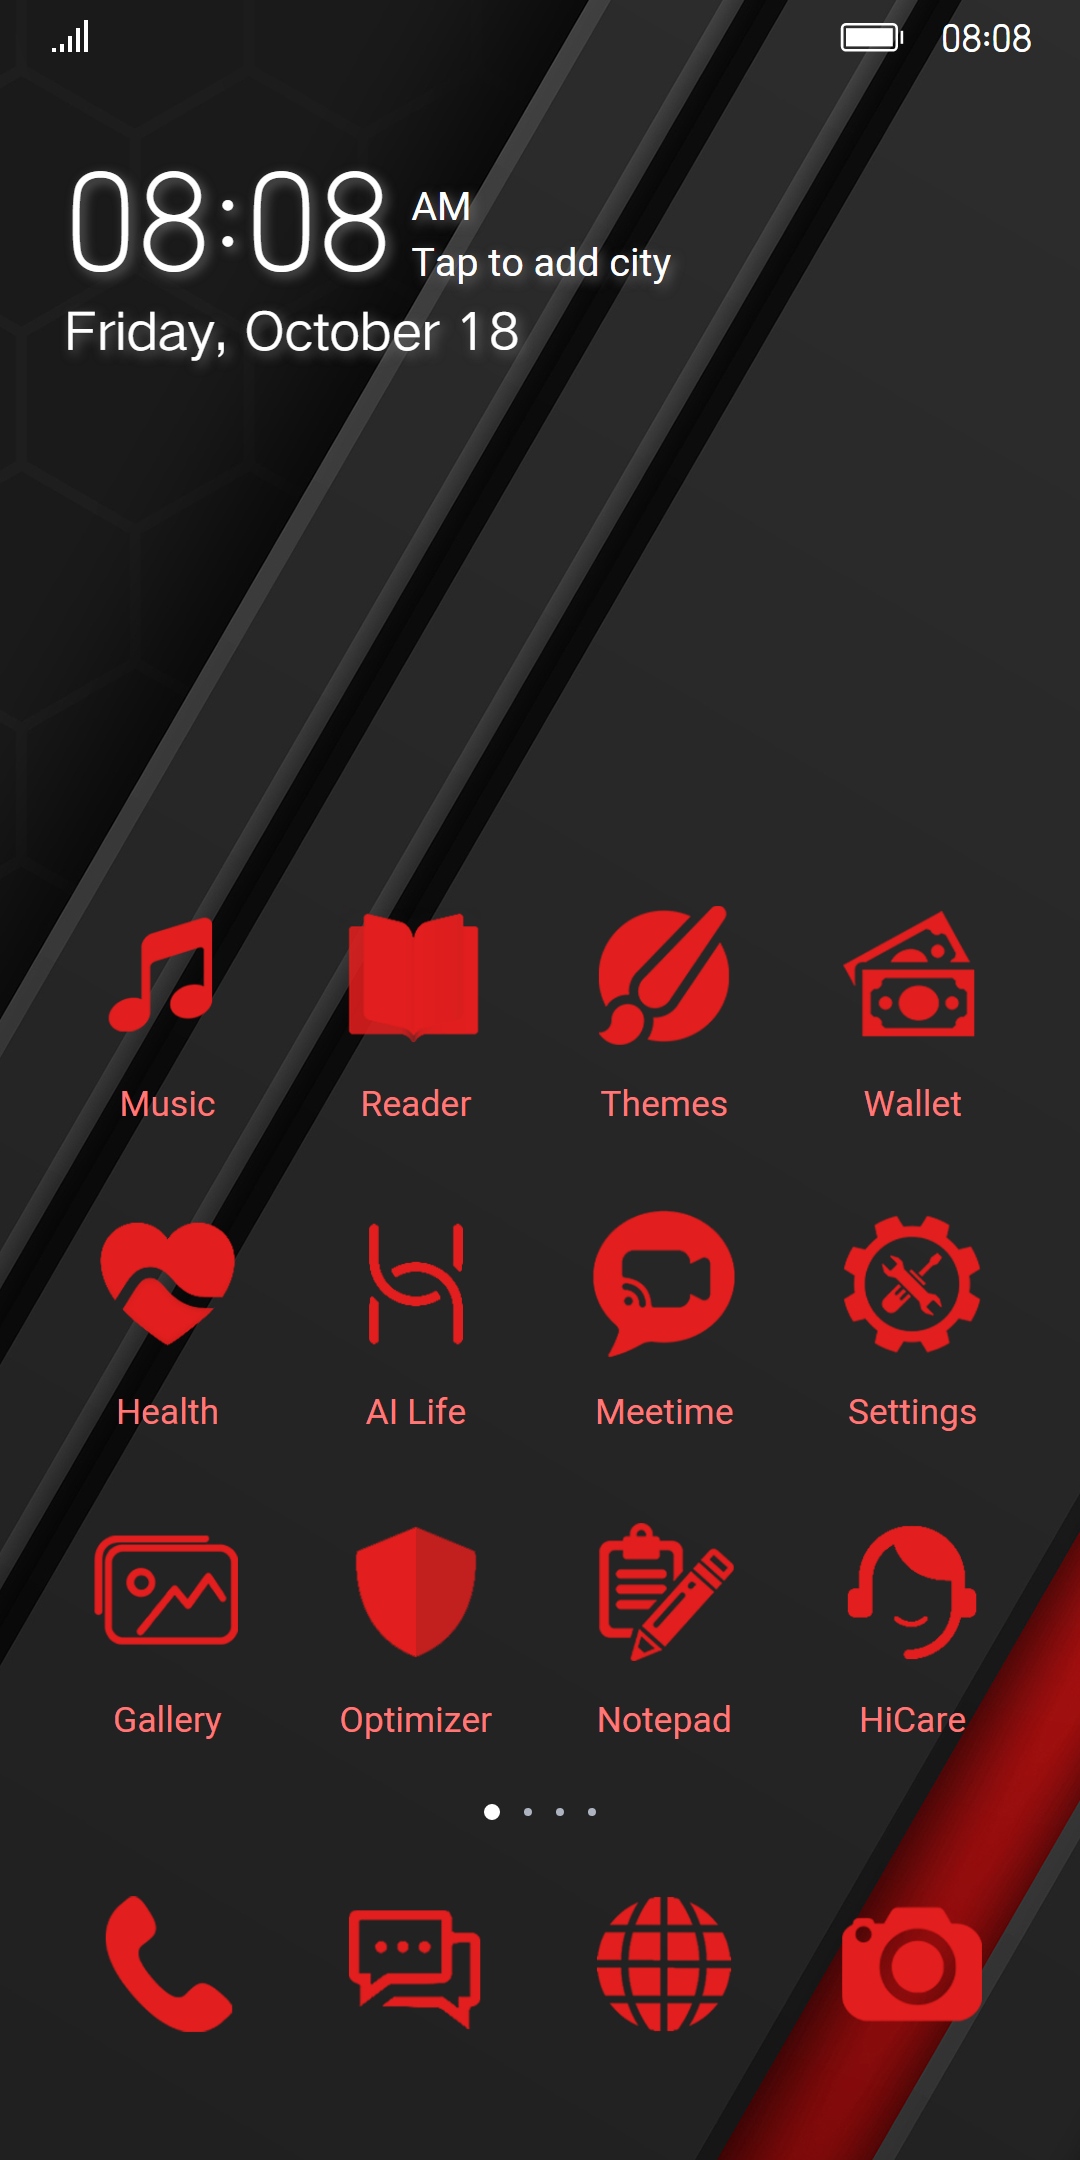 08:08
08:08 AM
Tap to add city
Friday, October 18
Music Reader Themes Wallet
Health AI Life Meetime Settings
Gallery Optimizer Notepad HiCare